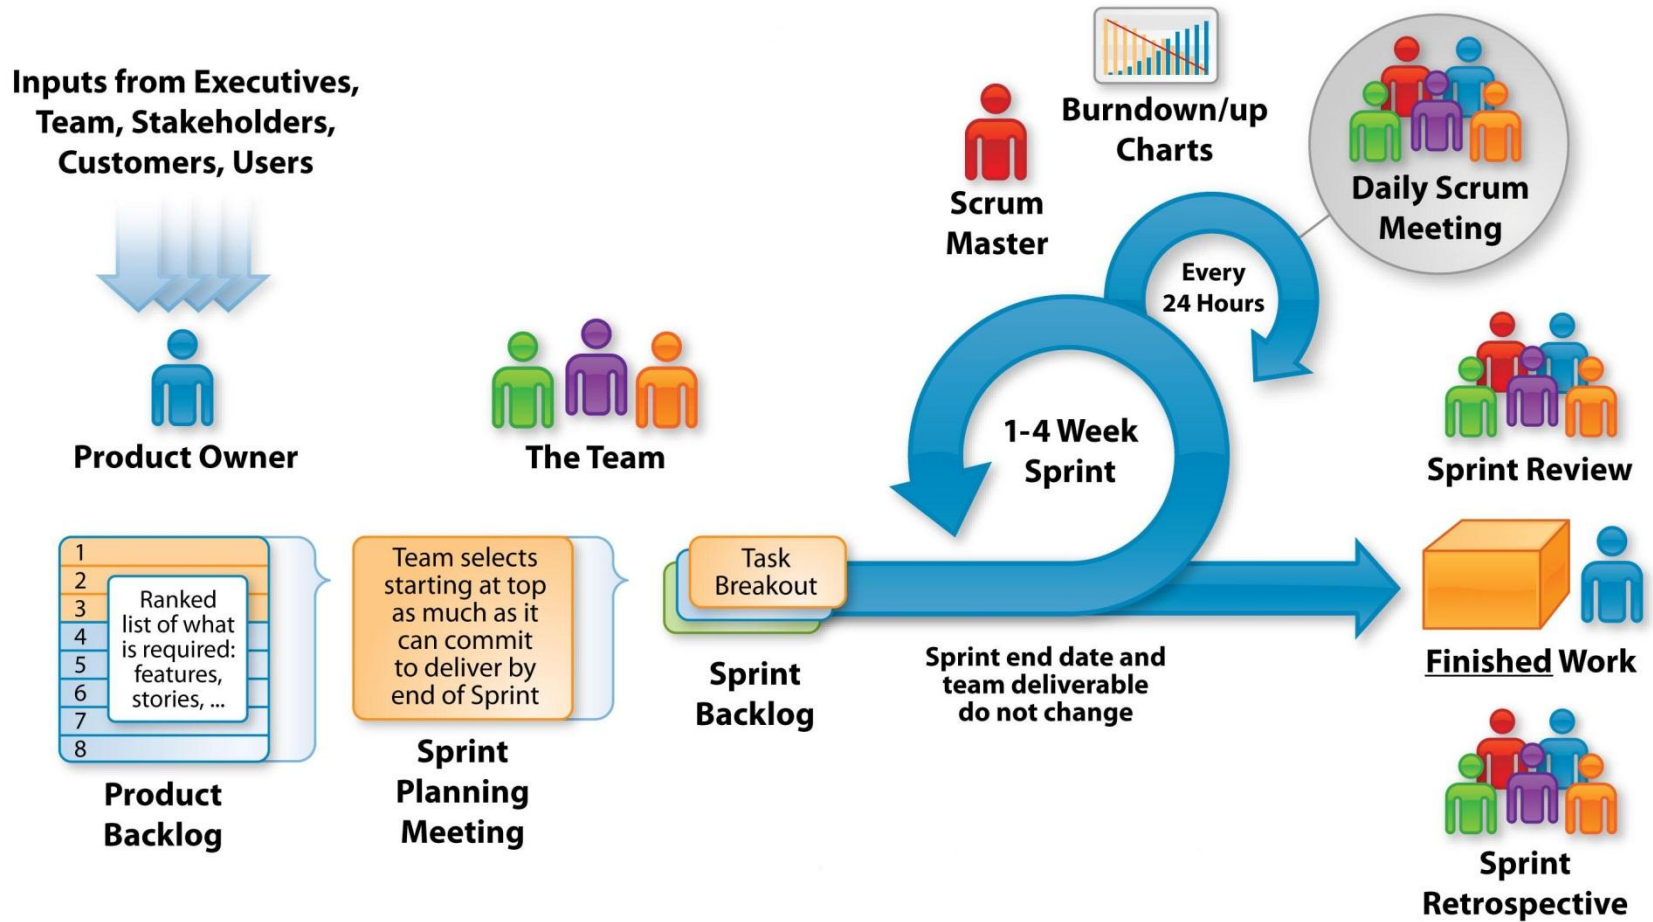 Inputs from Executives,
Team, Stakeholders,
Customers, Users
Product Owner
The Team
Scrum
Master
Burndown/up
Charts
Daily Scrum
Meeting
Every
24 Hours
1-4 Week
Sprint
Sprint Review
1
2
3
4
5
6
7
8
Ranked
list of what
is required:
features,
stories, ...
Product
Backlog
Team selects
starting at top
as much as it
can commit
to deliver by
end of Sprint
Sprint
Planning
Meeting
Task
Breakout
Sprint
Backlog
Sprint end date and
team deliverable
do not change
Finished Work
Sprint
Retrospective